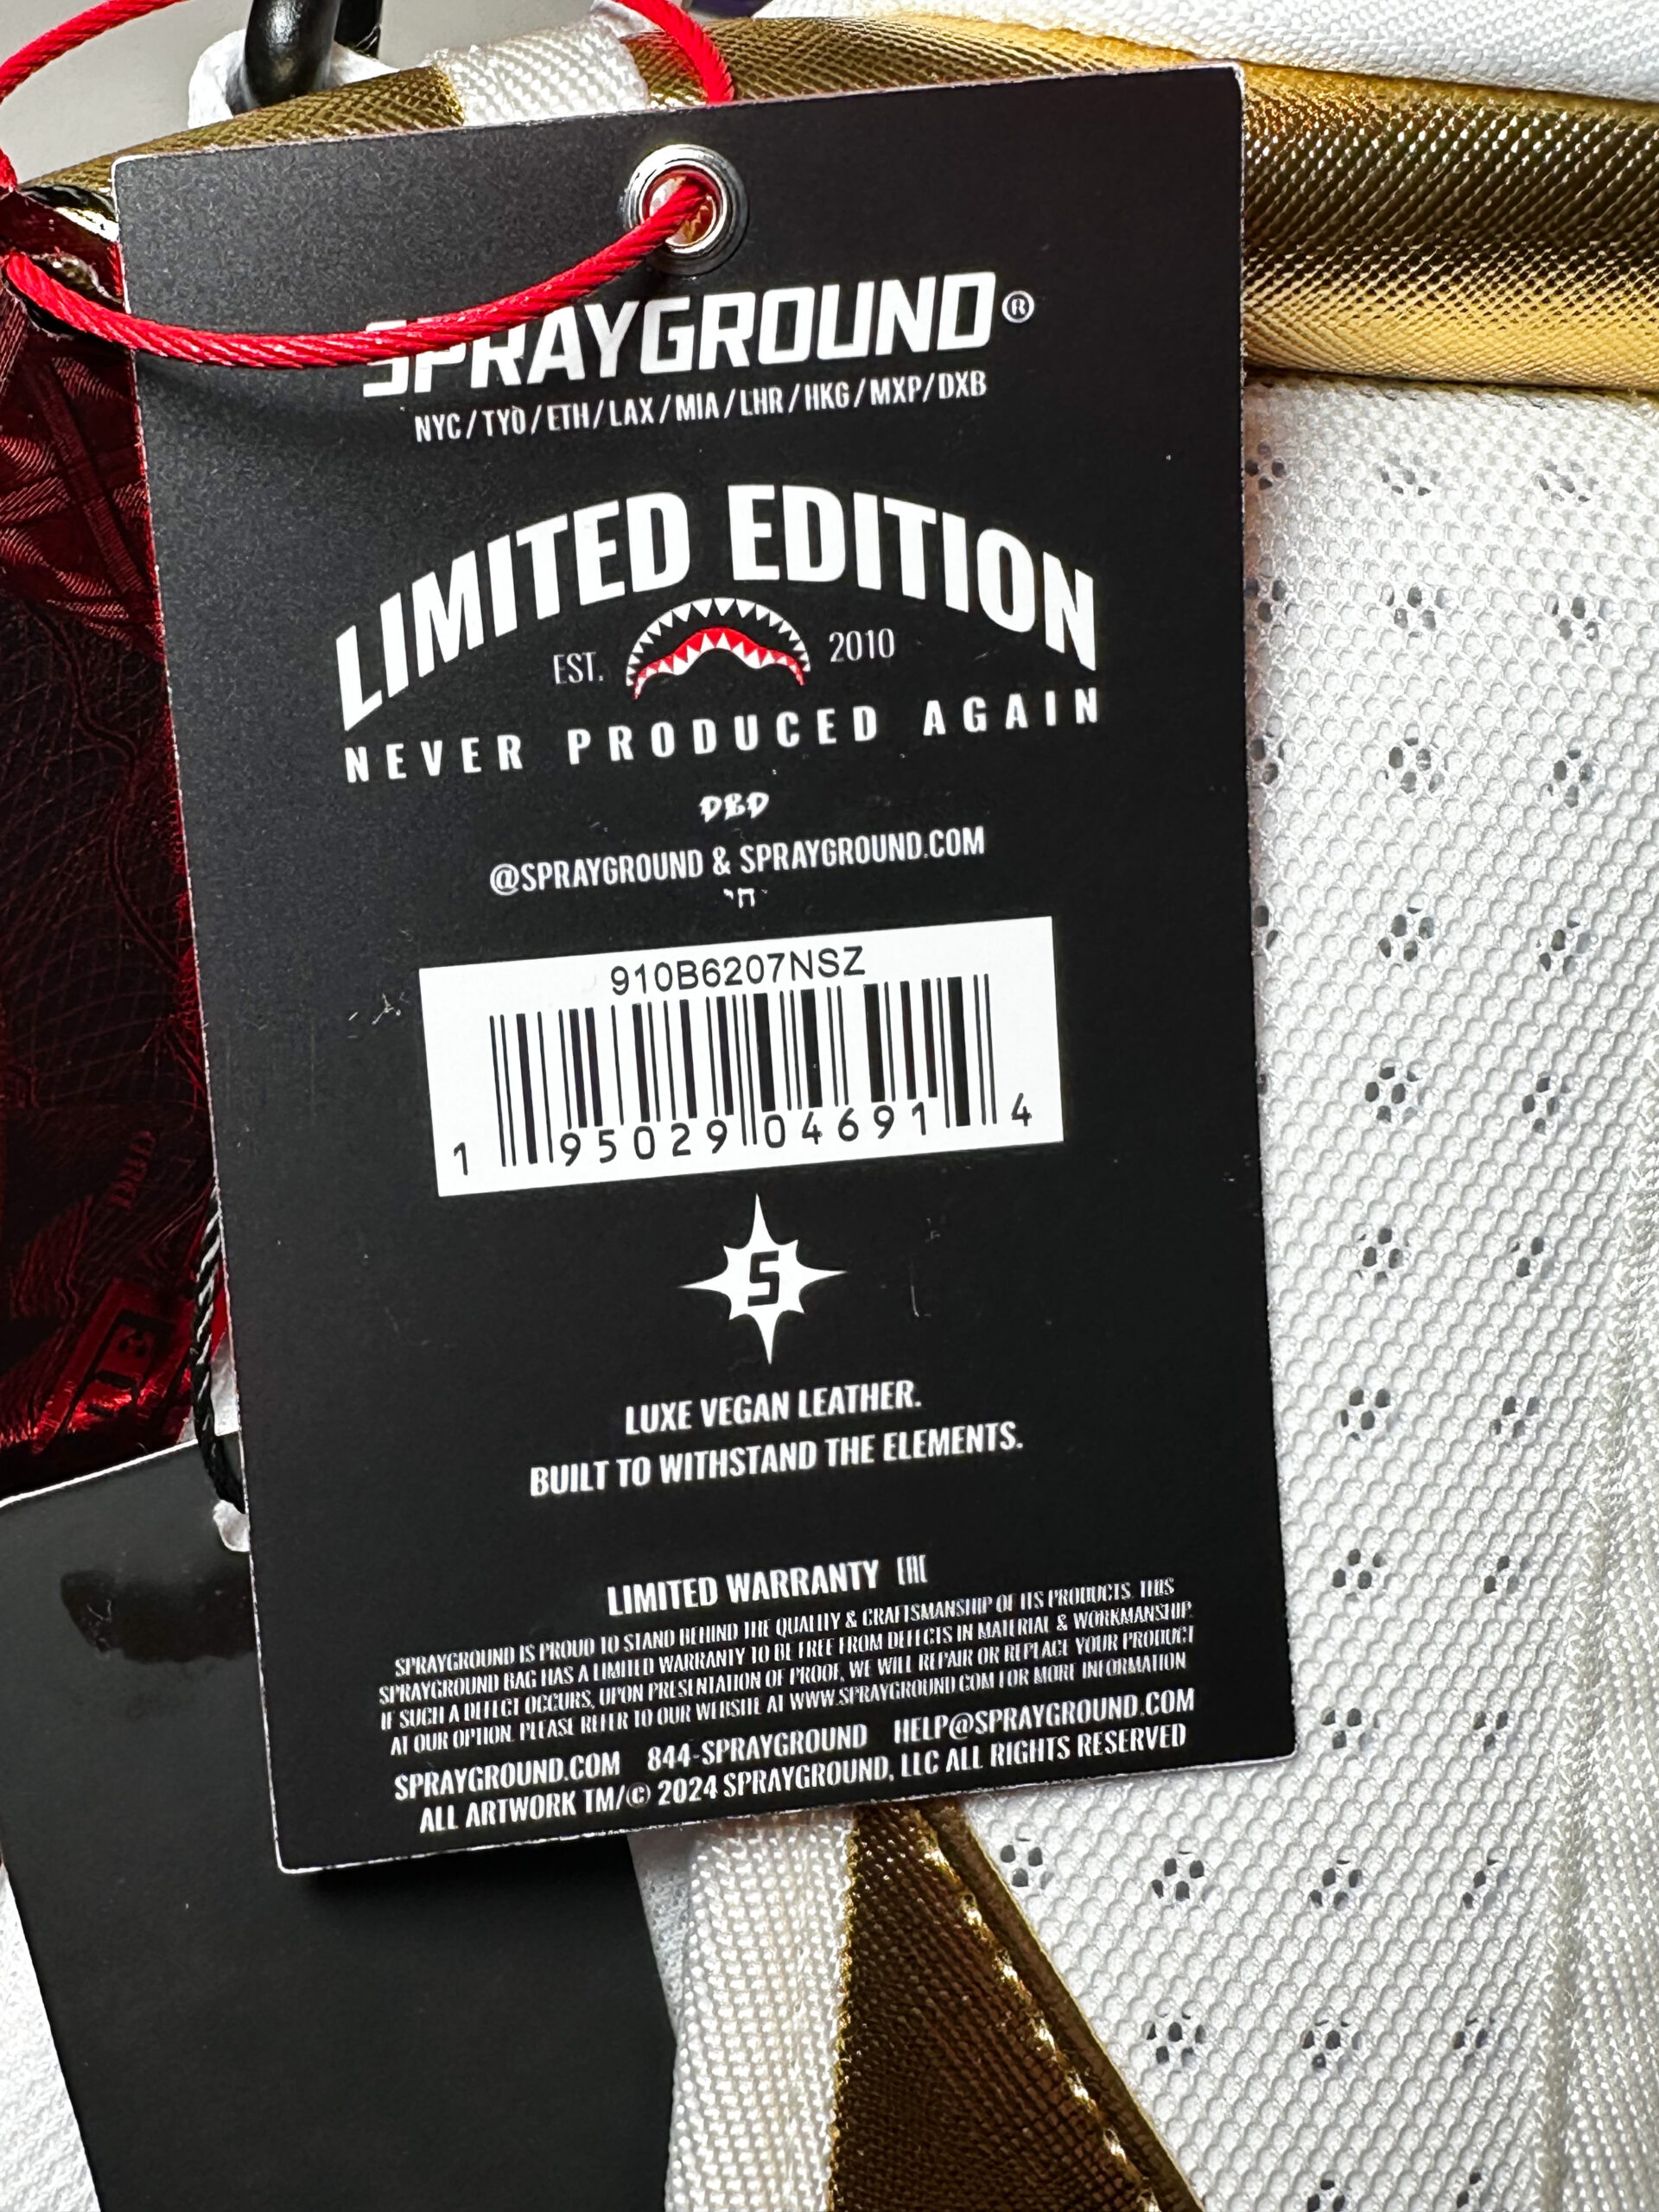 SPRAYGROUND®
NYC/TYO/ETH/LAX/MIA/LHR/HKG/MXP/DXB
LIMITED EDITION
EST. 2010
NEVER PRODUCED AGAIN
DBD
@SPRAYGROUND & SPRAYGROUND.COM
910B6207NSZ
1 95029 04691 4
S
LUXE VEGAN LEATHER.
BUILT TO WITHSTAND THE ELEMENTS.
LIMITED WARRANTY EAC
SPRAYGROUND IS PROUD TO STAND BEHIND THE QUALITY & CRAFTSMANSHIP OF ITS PRODUCTS. THIS
SPRAYGROUND BAG HAS A LIMITED WARRANTY TO BE FREE FROM DEFECTS IN MATERIAL & WORKMANSHIP.
IF SUCH A DEFECT OCCURS, UPON PRESENTATION OF PROOF, WE WILL REPAIR OR REPLACE YOUR PRODUCT
AT OUR OPTION. PLEASE REFER TO OUR WEBSITE AT WWW.SPRAYGROUND.COM FOR MORE INFORMATION
SPRAYGROUND.COM 844-SPRAYGROUND HELP@SPRAYGROUND.COM
ALL ARTWORK TM/© 2024 SPRAYGROUND, LLC ALL RIGHTS RESERVED